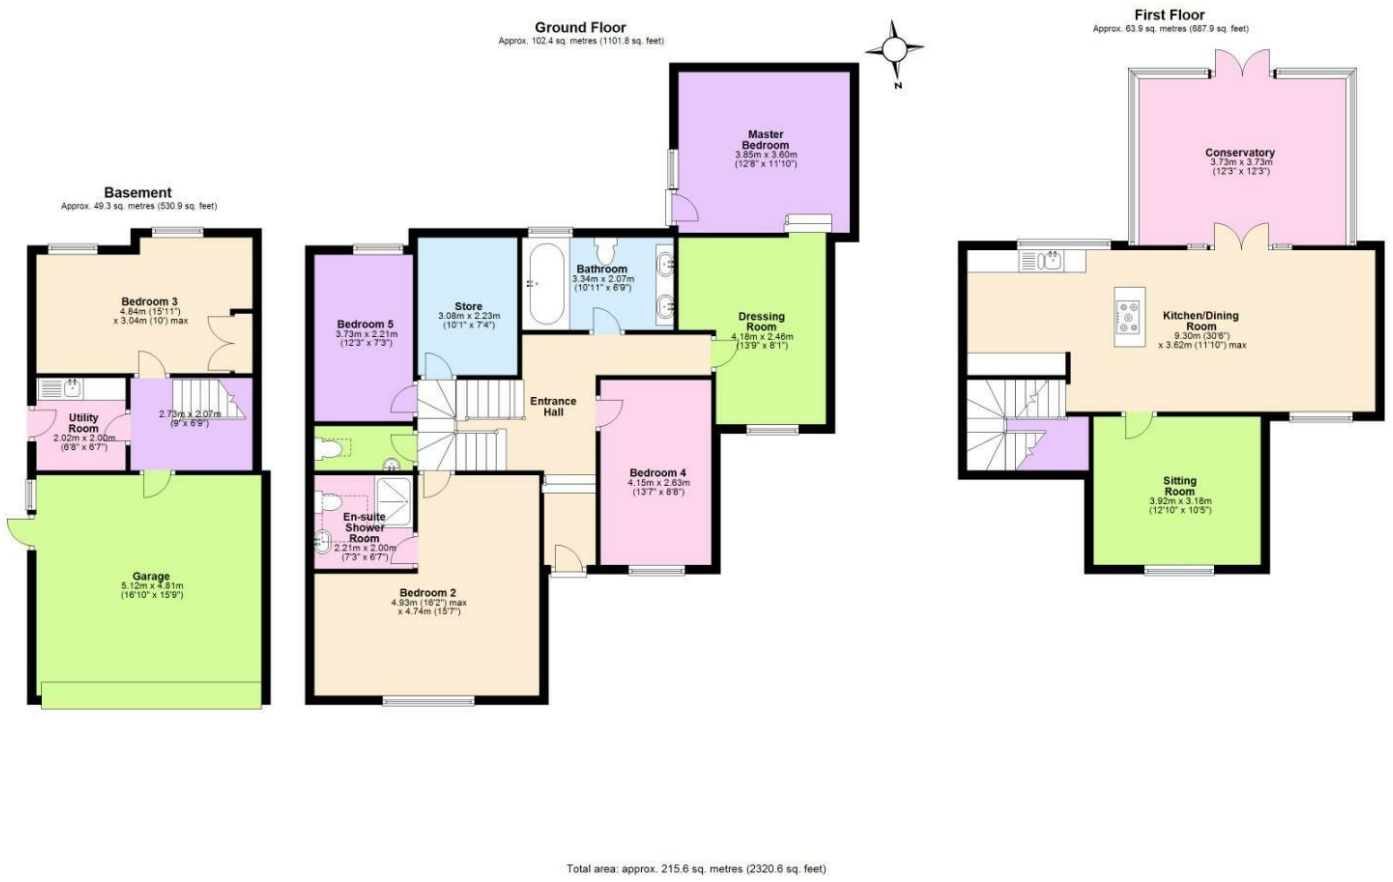 Basement
Approx. 49.3 sq. metres (530.9 sq. feet)
Bedroom 3
4.84m (15'11")
x 3.04m (10') max
Utility
Room
2.02m x 2.00m
(6'8" x 6'7")
2.73m x 2.07m
(9' x 6'9")
Garage
5.12m x 4.81m
(16'10" x 15'9")
Ground Floor
Approx. 102.4 sq. metres (1101.8 sq. feet)
N
Master
Bedroom
3.85m x 3.60m
(12'8" x 11'10")
Bathroom
3.34m x 2.07m
(10'11" x 6'9")
Store
3.08m x 2.23m
(10'1" x 7'4")
Bedroom 5
3.73m x 2.21m
(12'3" x 7'3")
Dressing
Room
4.18m x 2.46m
(13'9" x 8'1")
Entrance
Hall
Bedroom 4
4.15m x 2.63m
(13'7" x 8'8")
En-suite
Shower
Room
2.21m x 2.00m
(7'3" x 6'7")
Bedroom 2
4.93m (16'2") max
x 4.74m (15'7")
First Floor
Approx. 63.9 sq. metres (687.9 sq. feet)
Conservatory
3.73m x 3.73m
(12'3" x 12'3")
Kitchen/Dining
Room
9.30m (30'6")
x 3.62m (11'10") max
Sitting
Room
3.92m x 3.18m
(12'10" x 10'5")
Total area: approx. 215.6 sq. metres (2320.6 sq. feet)